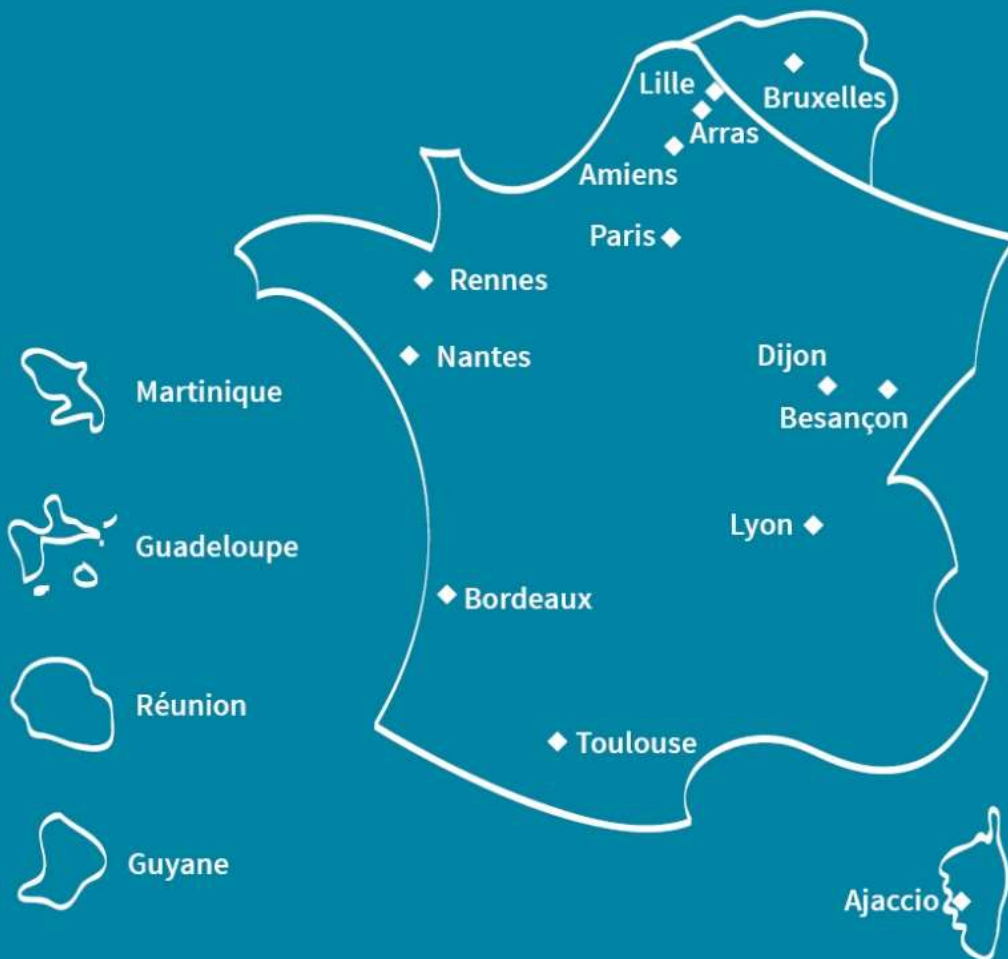 Lille
Bruxelles
Arras
Amiens
Paris
Rennes
Nantes
Dijon
Martinique
Besançon
Lyon
Guadeloupe
Bordeaux
Réunion
Toulouse
Guyane
Ajaccio